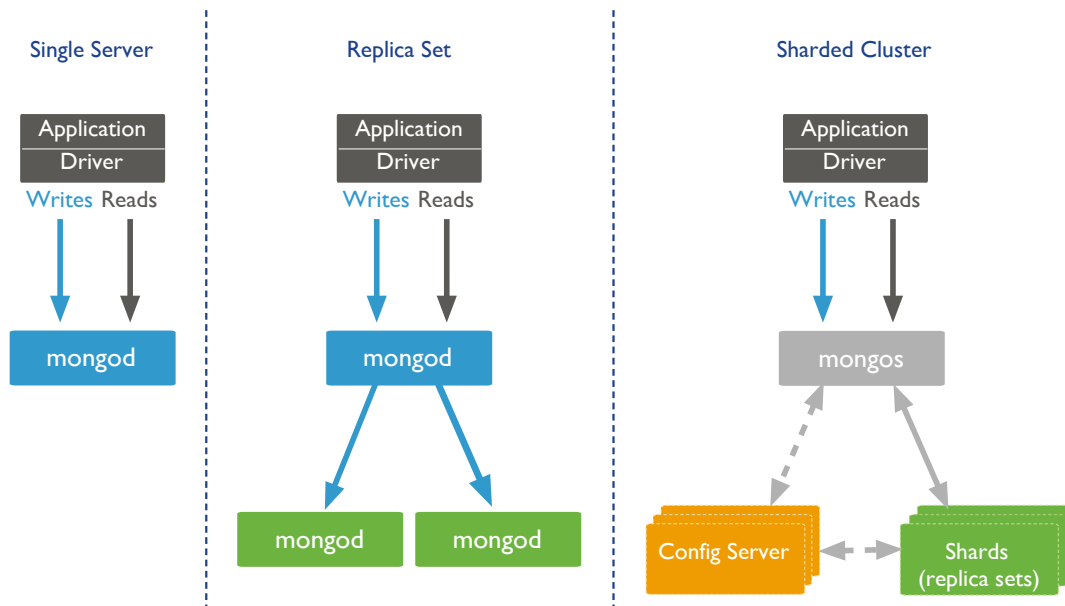 Single Server
Replica Set
Sharded Cluster
Application
Driver
Writes Reads
Application
Driver
Writes Reads
Application
Driver
Writes Reads
mongod
mongod
mongos
mongod
mongod
Config Server
Shards
(replica sets)